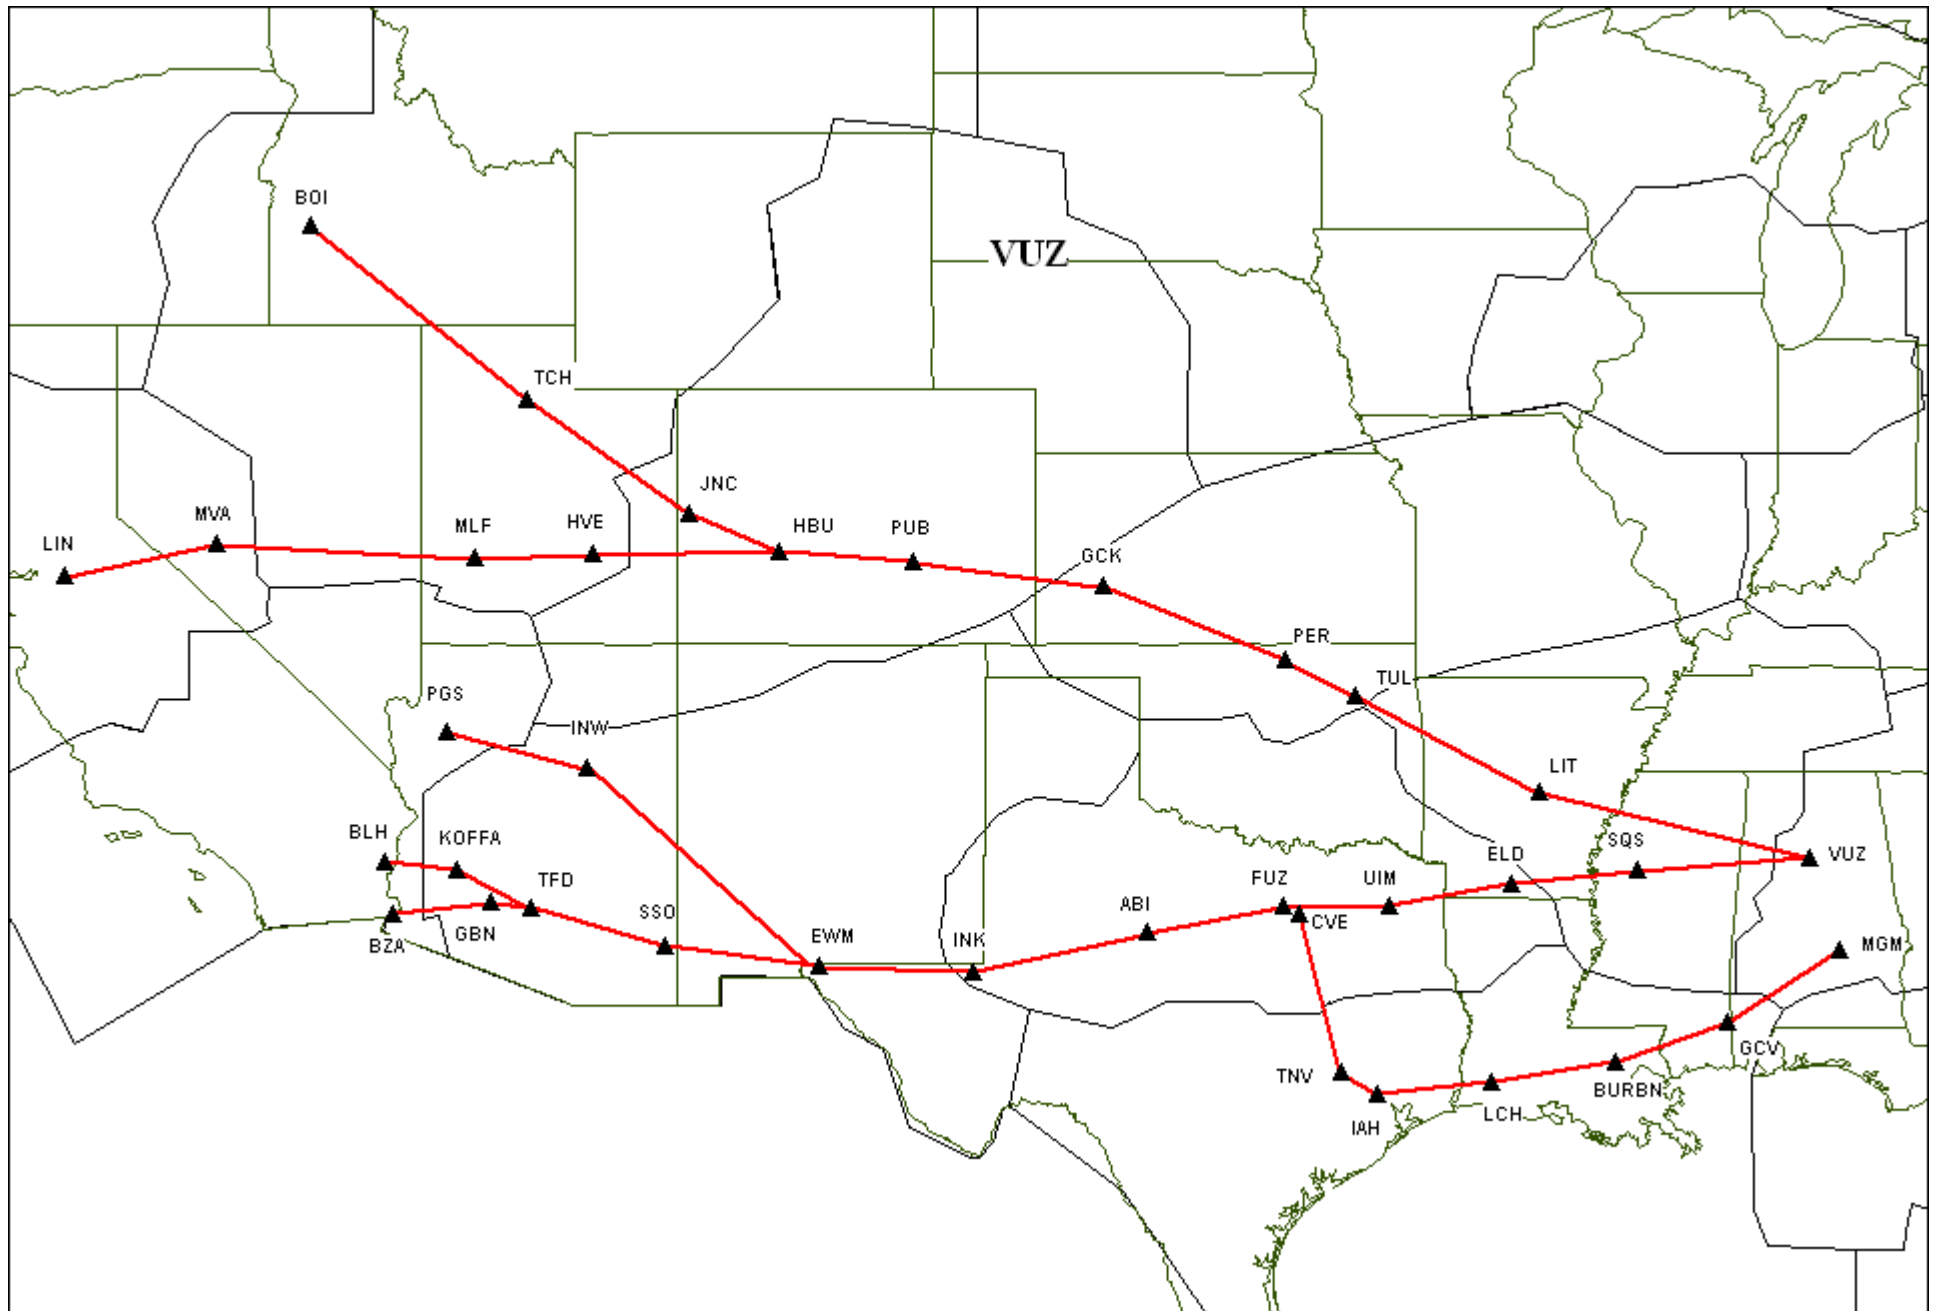 BOI
VUZ
TCH
JNC
MVA
LIN
MLF
HVE
HBU
PUB
GCK
PER
TUL
PGS
INW
LIT
BLH
KOFFA
TFD
SQS
ELD
VUZ
FUZ
UIM
SSO
ABI
CVE
GBN
BZA
EWM
INK
MGM
GCV
TNV
BURBN
LCH
IAH